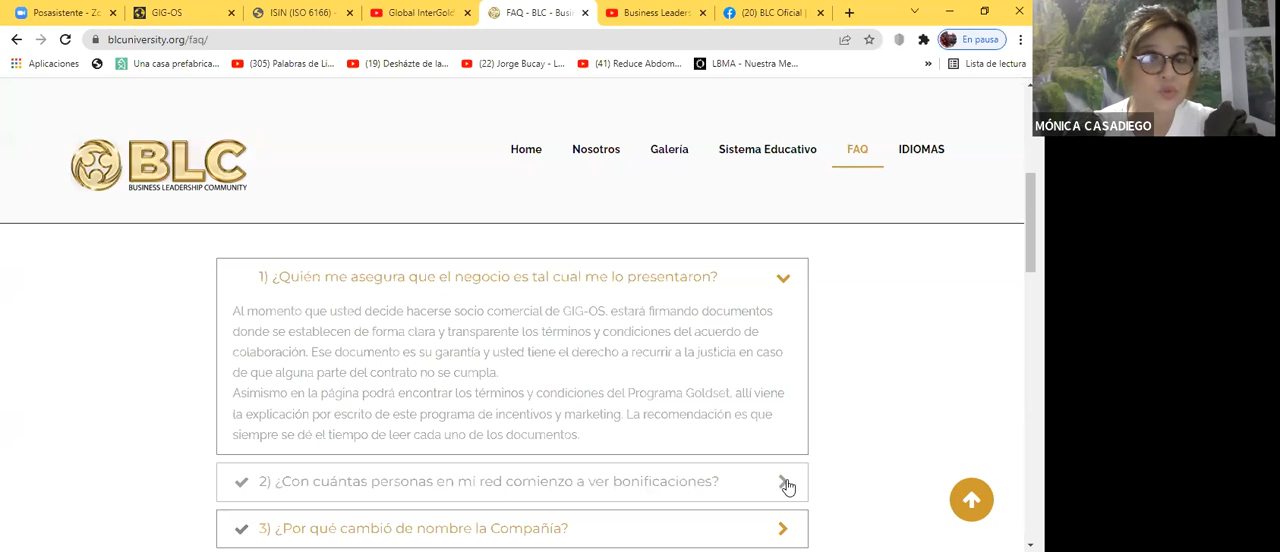 Posasistente - Zo
GIG-OS
ISIN (ISO 6166) -
Global InterGold
FAQ - BLC - Busi
Business Leaders
(20) BLC Oficial |
blcuniversity.org/faq/
En pausa
Aplicaciones
Una casa prefabrica...
(305) Palabras de Li...
(19) Desházte de la...
(22) Jorge Bucay - L...
(41) Reduce Abdom...
LBMA - Nuestra Me...
»
Lista de lectura
MÓNICA CASADIEGO
BLC
BUSINESS LEADERSHIP COMMUNITY
Home
Nosotros
Galería
Sistema Educativo
FAQ
IDIOMAS
1) ¿Quién me asegura que el negocio es tal cual me lo presentaron?
Al momento que usted decide hacerse socio comercial de GIG-OS, estará firmando documentos
donde se establecen de forma clara y transparente los términos y condiciones del acuerdo de
colaboración. Ese documento es su garantía y usted tiene el derecho a recurrir a la justicia en caso
de que alguna parte del contrato no se cumpla.
Asimismo en la página podrá encontrar los términos y condiciones del Programa Goldset, allí viene
la explicación por escrito de este programa de incentivos y marketing. La recomendación es que
siempre se dé el tiempo de leer cada uno de los documentos.
2) ¿Con cuántas personas en mi red comienzo a ver bonificaciones?
3) ¿Por qué cambió de nombre la Compañía?